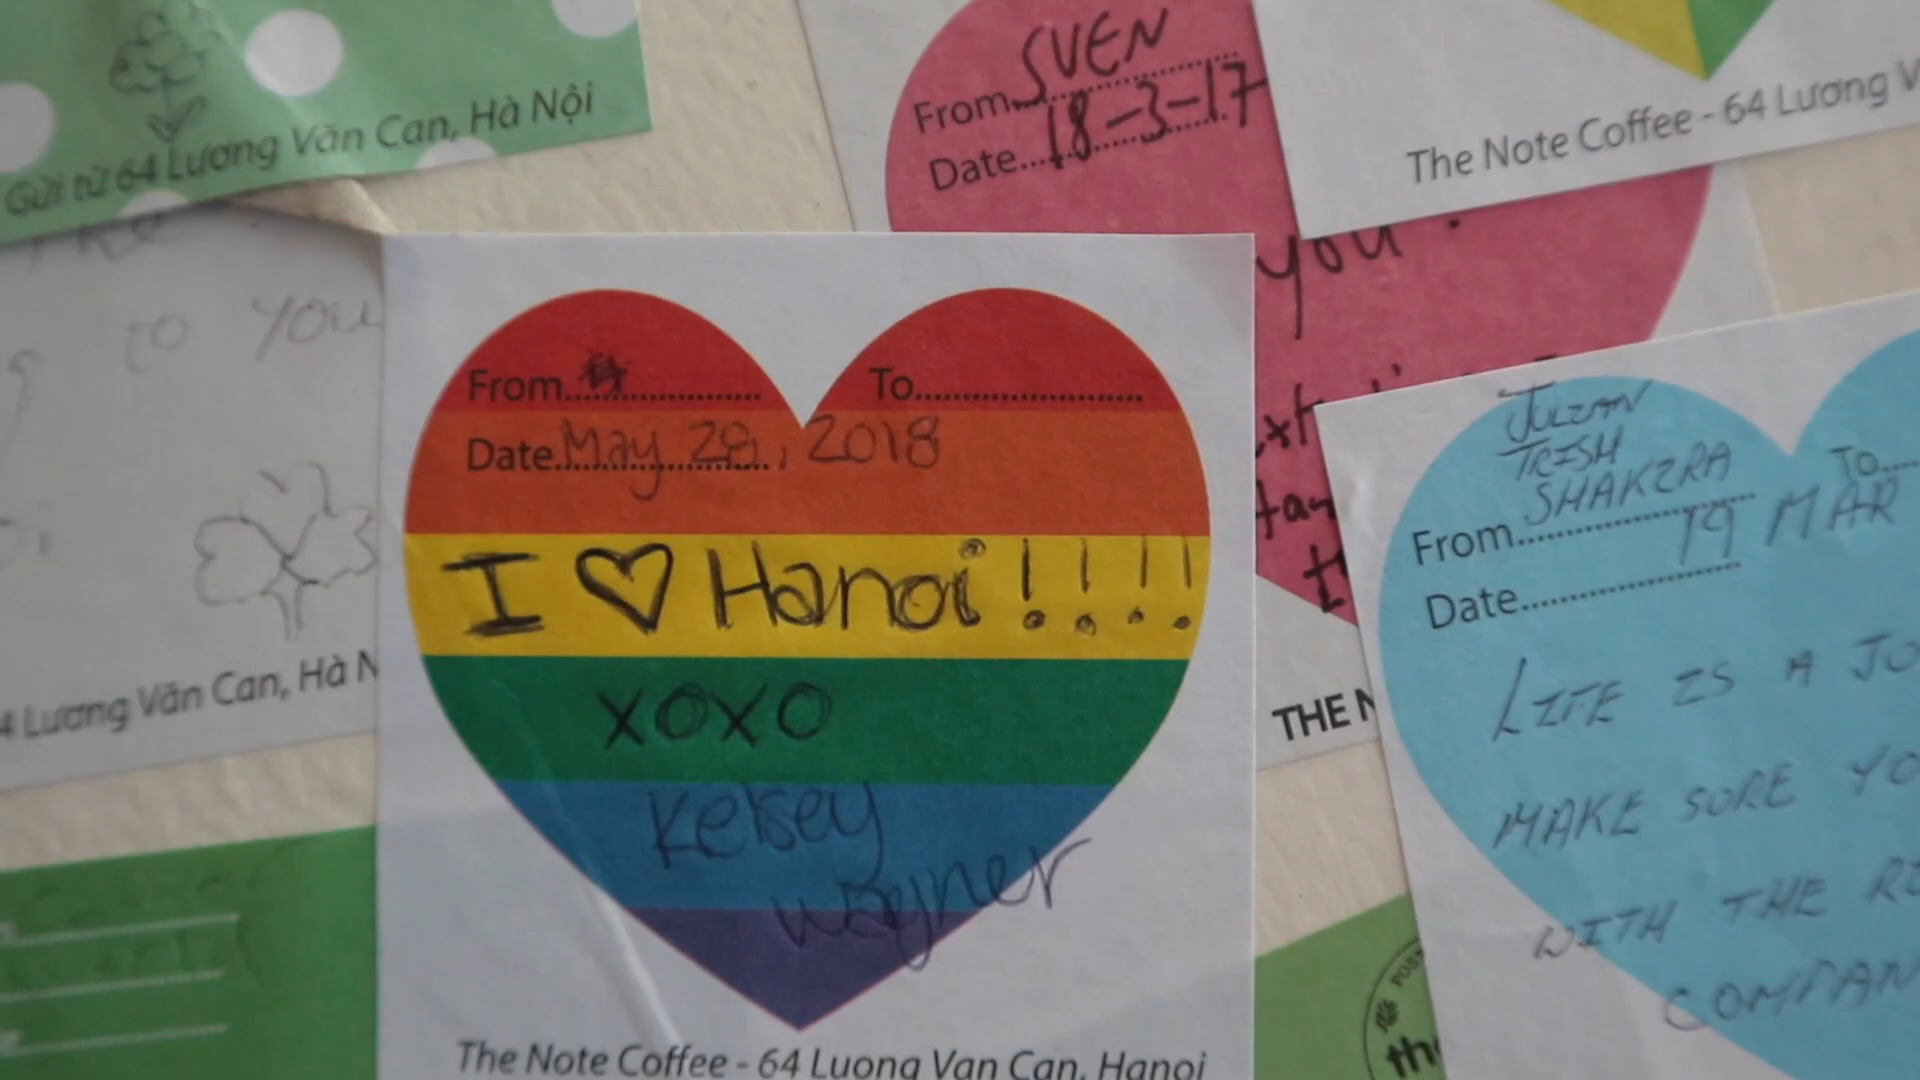 Gửi từ 64 Lương Văn Can, Hà Nội
From SVEN
Date 18-3-17
The Note Coffee - 64 Lương V
you
to you
4 Lương Văn Can, Hà N
From To
Date May 28, 2018
I ♡ Hanoi !!!!
xoxo
Kelsey
Wagner
The Note Coffee - 64 Luong Van Can, Hanoi
THE N
TRISH
SHAKIRA
From To
19 MAR
Date
LIFE IS A JO
MAKE SURE YO
WITH THE RI
COMPAN
the